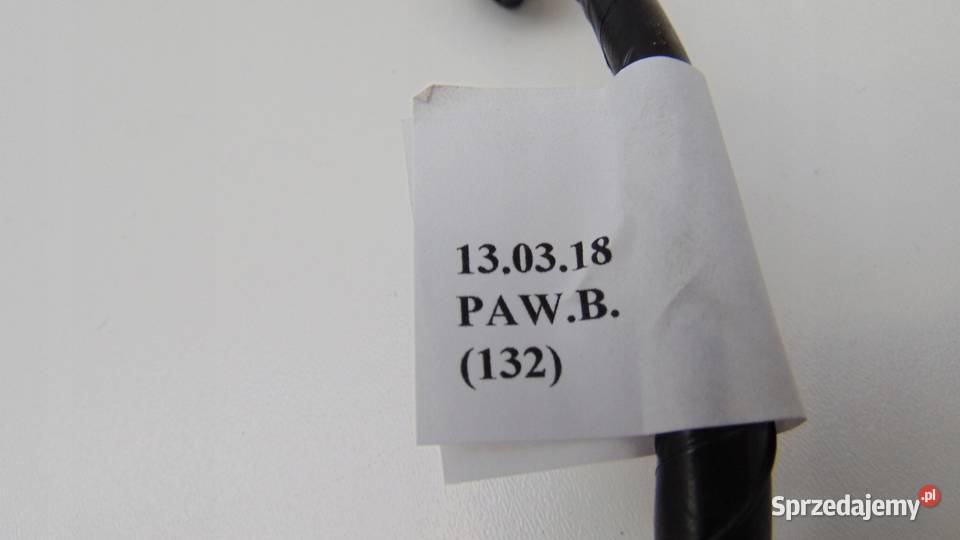 13.03.18
PAW.B.
(132)
Sprzedajemy.pl